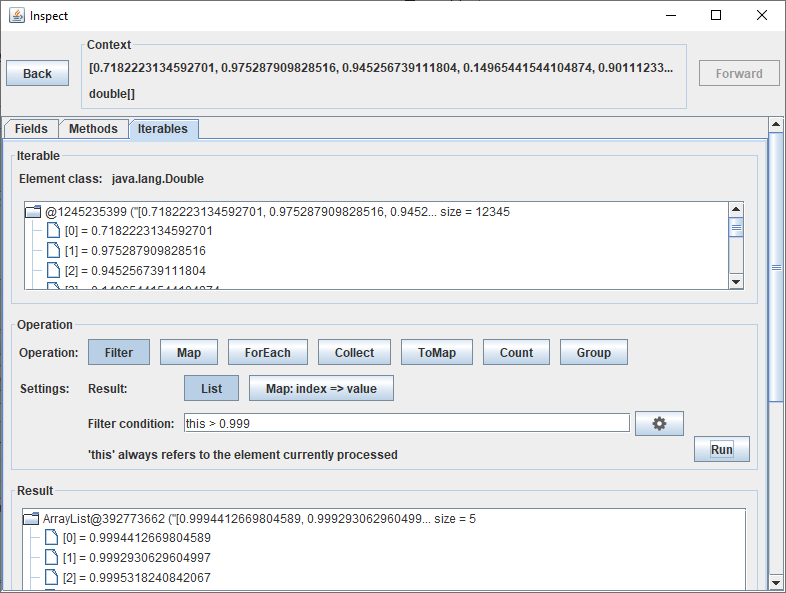 Inspect
Context
Back
[0.7182223134592701, 0.975287909828516, 0.945256739111804, 0.14965441544104874, 0.90111233...
Forward
double[]
Fields Methods Iterables
Iterable
Element class: java.lang.Double
@1245235399 ("[0.7182223134592701, 0.975287909828516, 0.9452... size = 12345
[0] = 0.7182223134592701
[1] = 0.975287909828516
[2] = 0.945256739111804
[3] = 0.14965441544104874
Operation
Operation: Filter Map ForEach Collect ToMap Count Group
Settings: Result: List Map: index => value
Filter condition: this > 0.999
'this' always refers to the element currently processed
Run
Result
ArrayList@392773662 ("[0.9994412669804589, 0.999293062960499... size = 5
[0] = 0.9994412669804589
[1] = 0.9992930629604997
[2] = 0.9995318240842067